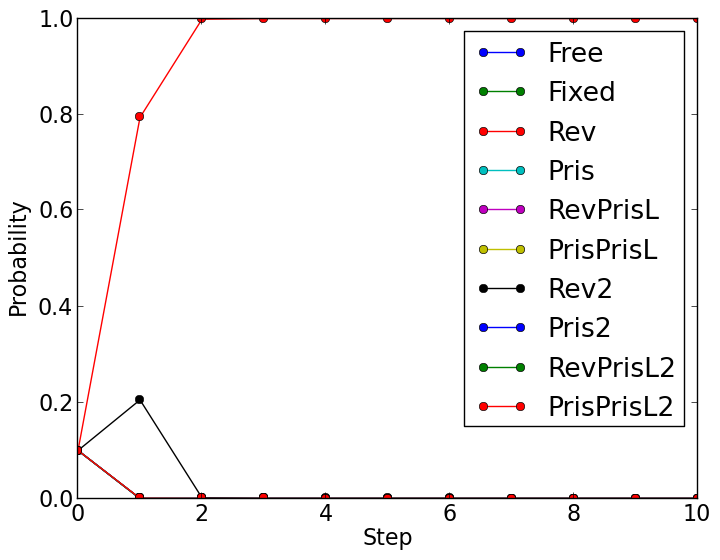 1.0
0.8
0.6
0.4
0.2
0.0
Probability
0 2 4 6 8 10
Step
Free
Fixed
Rev
Pris
RevPrisL
PrisPrisL
Rev2
Pris2
RevPrisL2
PrisPrisL2